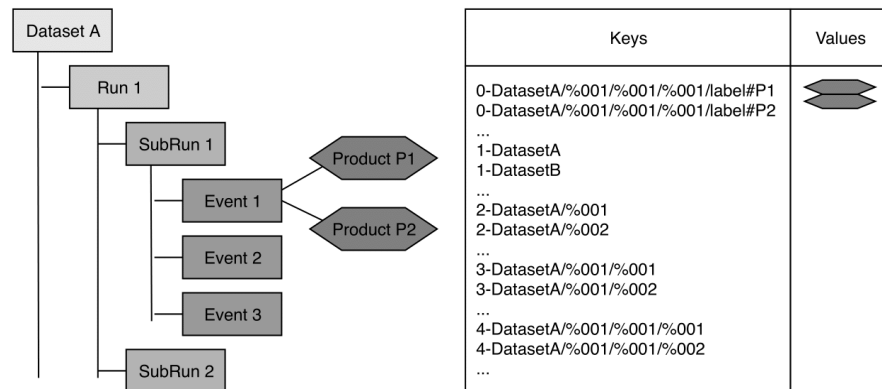 Dataset A
Run 1
SubRun 1
Event 1
Product P1
Product P2
Event 2
Event 3
SubRun 2
Keys
Values
0-DatasetA/%001/%001/%001/label#P1
0-DatasetA/%001/%001/%001/label#P2
...
1-DatasetA
1-DatasetB
...
2-DatasetA/%001
2-DatasetA/%002
...
3-DatasetA/%001/%001
3-DatasetA/%001/%002
...
4-DatasetA/%001/%001/%001
4-DatasetA/%001/%001/%002
...